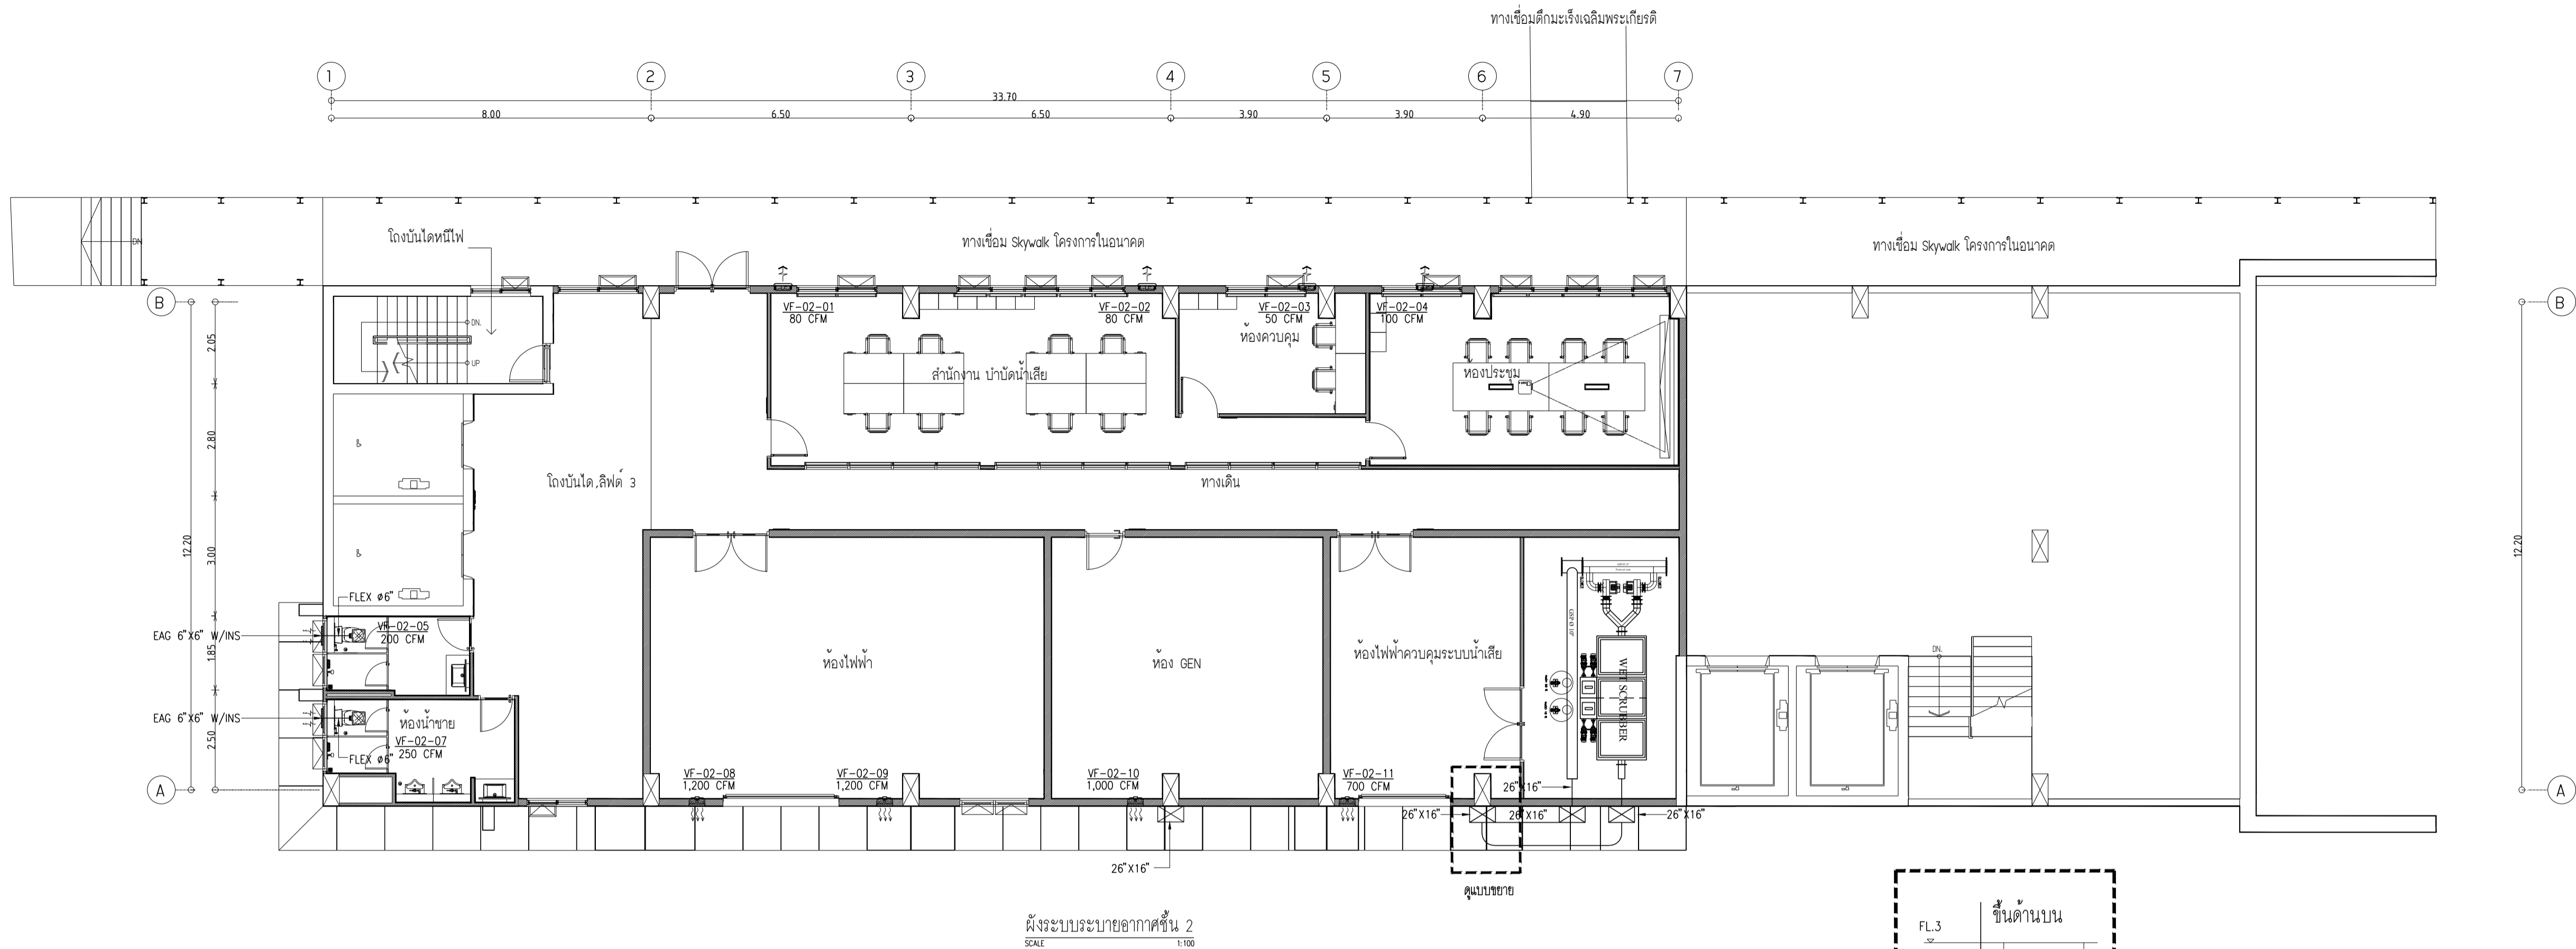 ทางเชื่อมตึกมะเร็งเฉลิมพระเกียรติ
1 2 3 4 5 6 7
33.70
8.00 6.50 6.50 3.90 3.90 4.90
DN
โถงบันไดหนีไฟ
ทางเชื่อม Skywalk โครงการในอนาคต
ทางเชื่อม Skywalk โครงการในอนาคต
B
B
DN.
UP
VF-02-01
80 CFM
VF-02-02
80 CFM
VF-02-03
50 CFM
VF-02-04
100 CFM
ห้องควบคุม
สำนักงาน บำบัดน้ำเสีย
ห้องประชุม
2.05
2.80
3.00
1.85
2.50
12.20
12.20
โถงบันได,ลิฟต์ 3
ทางเดิน
FLEX ø6"
EAG 6"X6" W/INS
VF-02-05
200 CFM
ห้องไฟฟ้า
ห้อง GEN
ห้องไฟฟ้าควบคุมระบบน้ำเสีย
WET SCRUBBER
DN.
EAG 6"X6" W/INS
ห้องน้ำชาย
VF-02-07
250 CFM
FLEX ø6"
VF-02-08
1,200 CFM
VF-02-09
1,200 CFM
VF-02-10
1,000 CFM
VF-02-11
700 CFM
A
A
26"X16"
26"X16"
26"X16"
26"X16"
26"X16"
ดูแบบขยาย
ผังระบบระบายอากาศชั้น 2
SCALE 1:100
FL.3
ขึ้นด้านบน